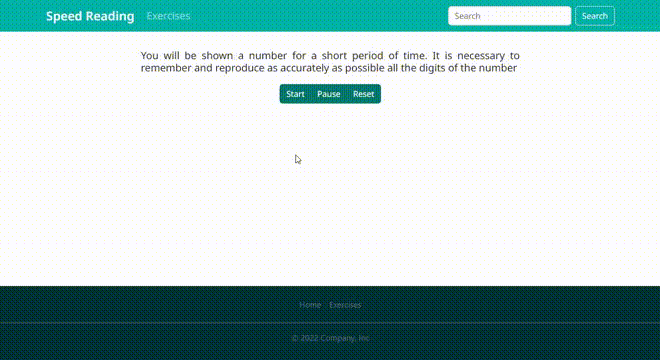 Speed Reading Exercises Search Search
You will be shown a number for a short period of time. It is necessary to
remember and reproduce as accurately as possible all the digits of the number
Start Pause Reset
Home Exercises
© 2022 Company, Inc